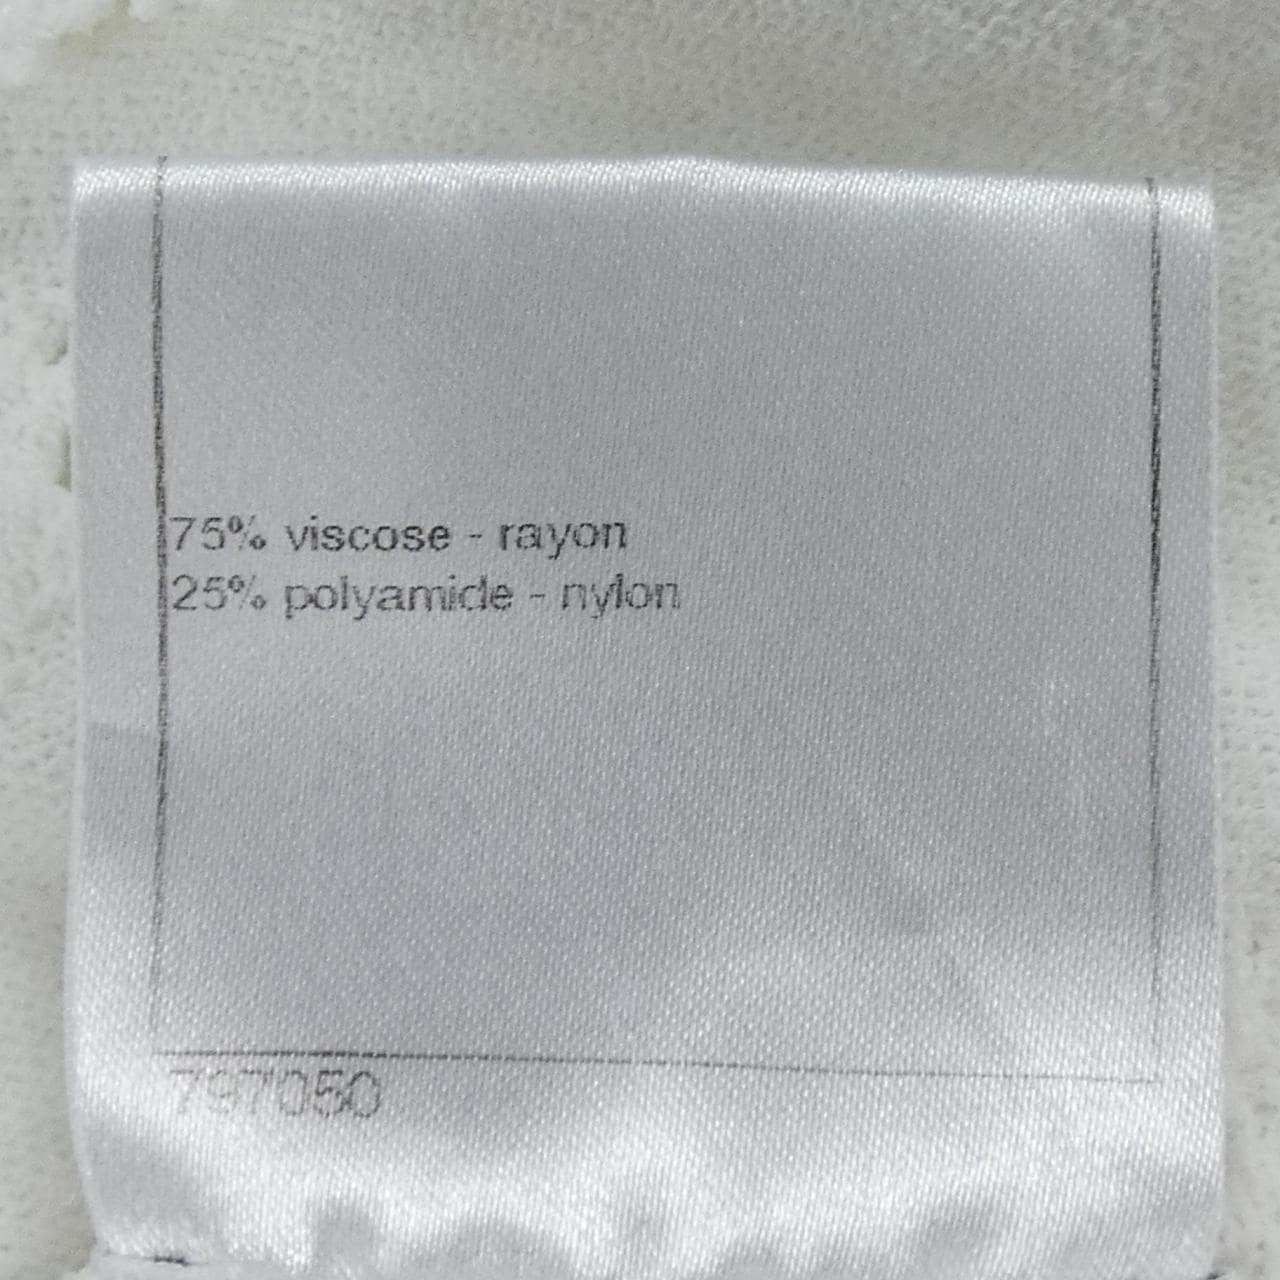 75% viscose - rayon
25% polyamide - nylon
797050